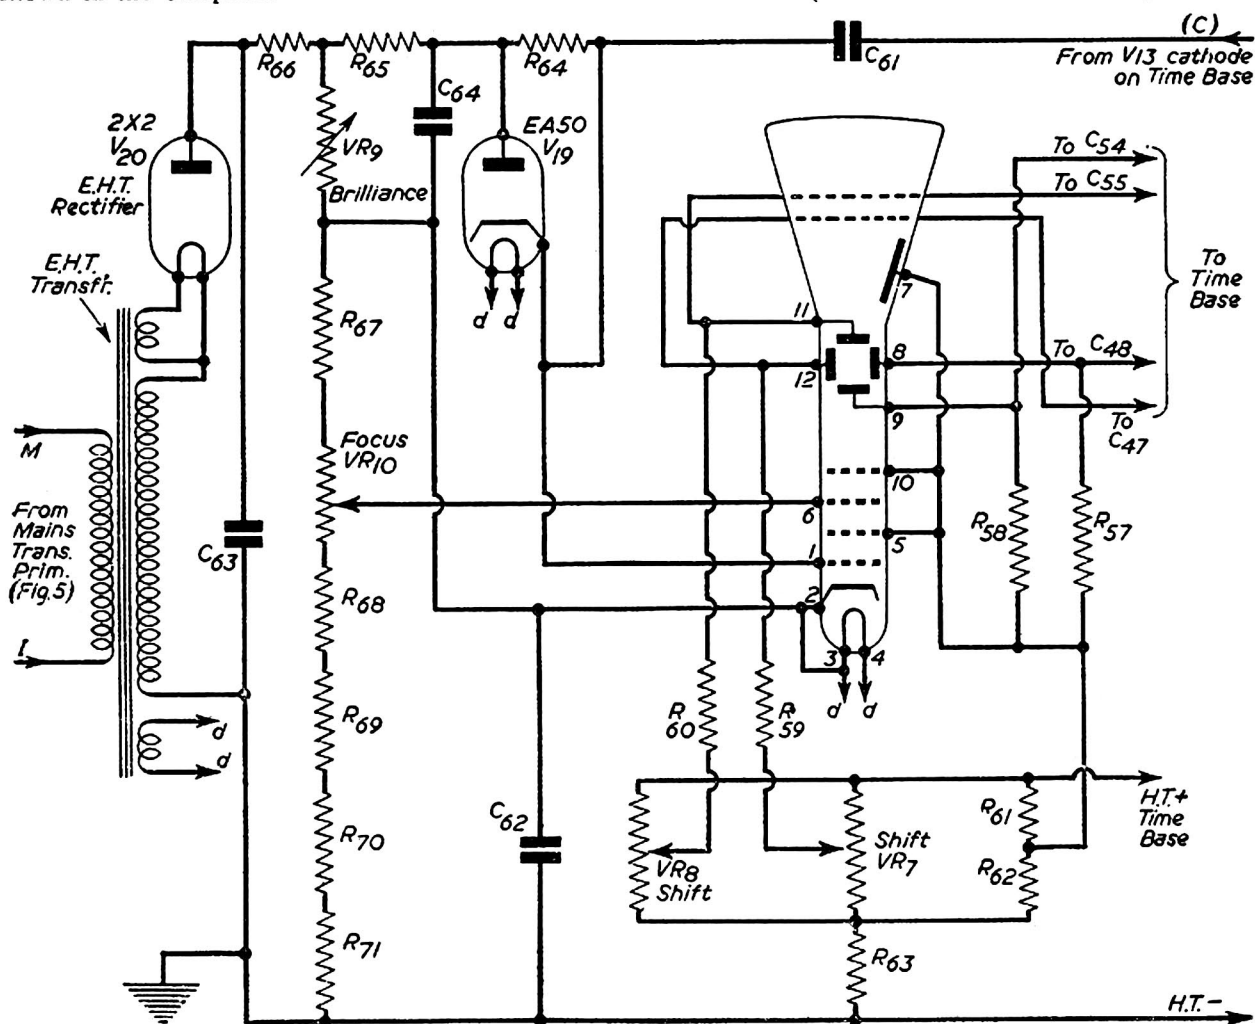 (C)
From V13 cathode
on Time Base
R66
R65
R64
C61
C64
2X2
V20
E.H.T.
Rectifier
VR9
Brilliance
EA50
V19
d d
To C54
To C55
To
Time
Base
E.H.T.
Transfr.
R67
7
11
8
12
To C48
9
To
C47
M
Focus
VR10
From
Mains
Trans.
Prim.
(Fig.5)
I
C63
10
6
5
1
R58
R57
R68
2
3 4
d d
R69
R
60
R
59
d
d
C62
R70
VR8
Shift
Shift
VR7
R61
R62
H.T.+
Time
Base
R71
R63
H.T.-